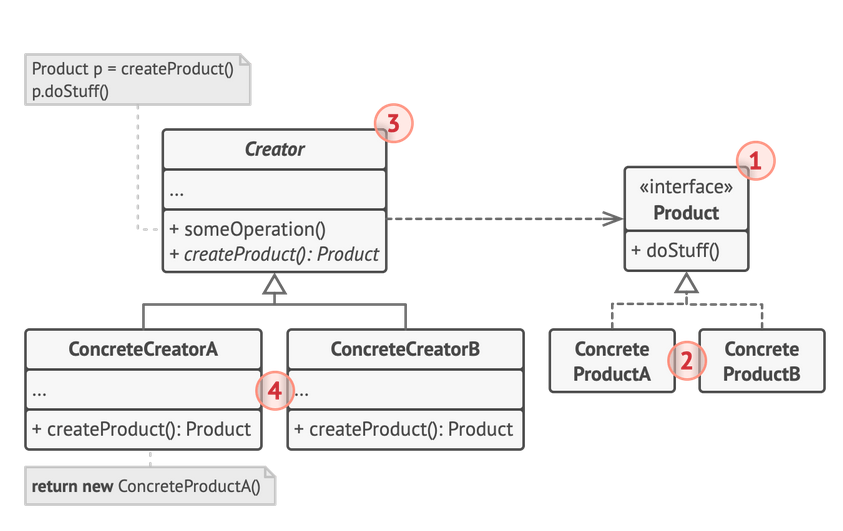 Product p = createProduct()
p.doStuff()
3
Creator
...
+ someOperation()
+ createProduct(): Product
1
«interface»
Product
+ doStuff()
ConcreteCreatorA
...
+ createProduct(): Product
4
ConcreteCreatorB
...
+ createProduct(): Product
Concrete
ProductA
2
Concrete
ProductB
return new ConcreteProductA()